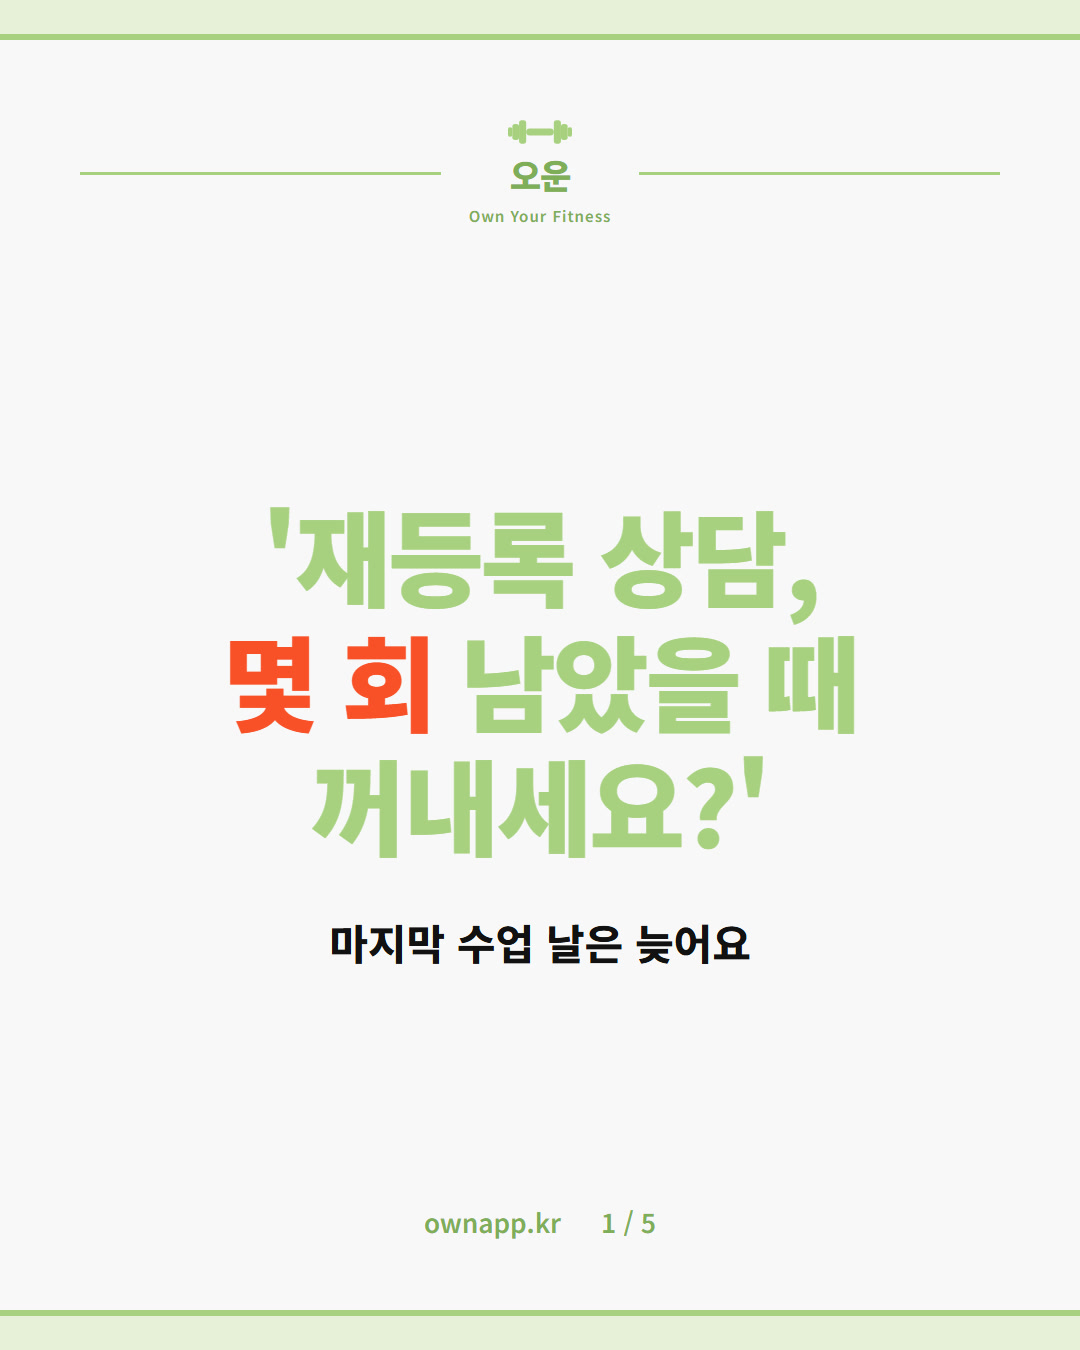 오운
Own Your Fitness
'재등록 상담,
몇 회 남았을 때
꺼내세요?'
마지막 수업 날은 늦어요
ownapp.kr 1 / 5